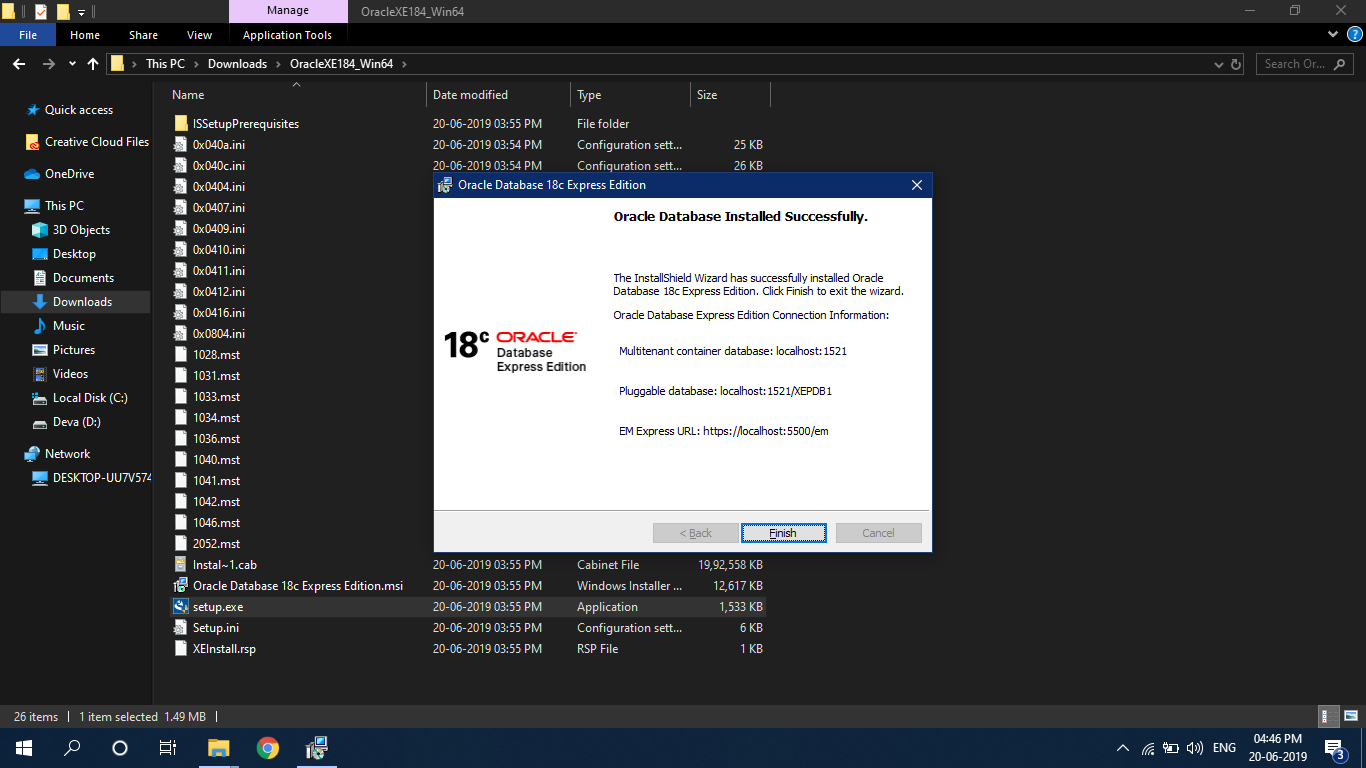 Manage
OracleXE184_Win64
File
Home
Share
View
Application Tools
This PC
Downloads
OracleXE184_Win64
Search Or...
Name
Date modified
Type
Size
Quick access
Creative Cloud Files
OneDrive
This PC
3D Objects
Desktop
Documents
Downloads
Music
Pictures
Videos
Local Disk (C:)
Deva (D:)
Network
DESKTOP-UU7V574
ISSetupPrerequisites 20-06-2019 03:55 PM File folder
0x040a.ini 20-06-2019 03:54 PM Configuration sett... 25 KB
0x040c.ini 20-06-2019 03:54 PM Configuration sett... 26 KB
0x0404.ini
0x0407.ini
0x0409.ini
0x0410.ini
0x0411.ini
0x0412.ini
0x0416.ini
0x0804.ini
1028.mst
1031.mst
1033.mst
1034.mst
1036.mst
1040.mst
1041.mst
1042.mst
1046.mst
2052.mst
Instal~1.cab 20-06-2019 03:55 PM Cabinet File 19,92,558 KB
Oracle Database 18c Express Edition.msi 20-06-2019 03:55 PM Windows Installer ... 12,617 KB
setup.exe 20-06-2019 03:55 PM Application 1,533 KB
Setup.ini 20-06-2019 03:55 PM Configuration sett... 6 KB
XEInstall.rsp 20-06-2019 03:55 PM RSP File 1 KB
Oracle Database 18c Express Edition
Oracle Database Installed Successfully.
The InstallShield Wizard has successfully installed Oracle
Database 18c Express Edition. Click Finish to exit the wizard.
Oracle Database Express Edition Connection Information:
Multitenant container database: localhost:1521
Pluggable database: localhost:1521/XEPDB1
EM Express URL: https://localhost:5500/em
18c ORACLE
Database
Express Edition
< Back
Finish
Cancel
26 items
1 item selected 1.49 MB
ENG
04:46 PM
20-06-2019
3